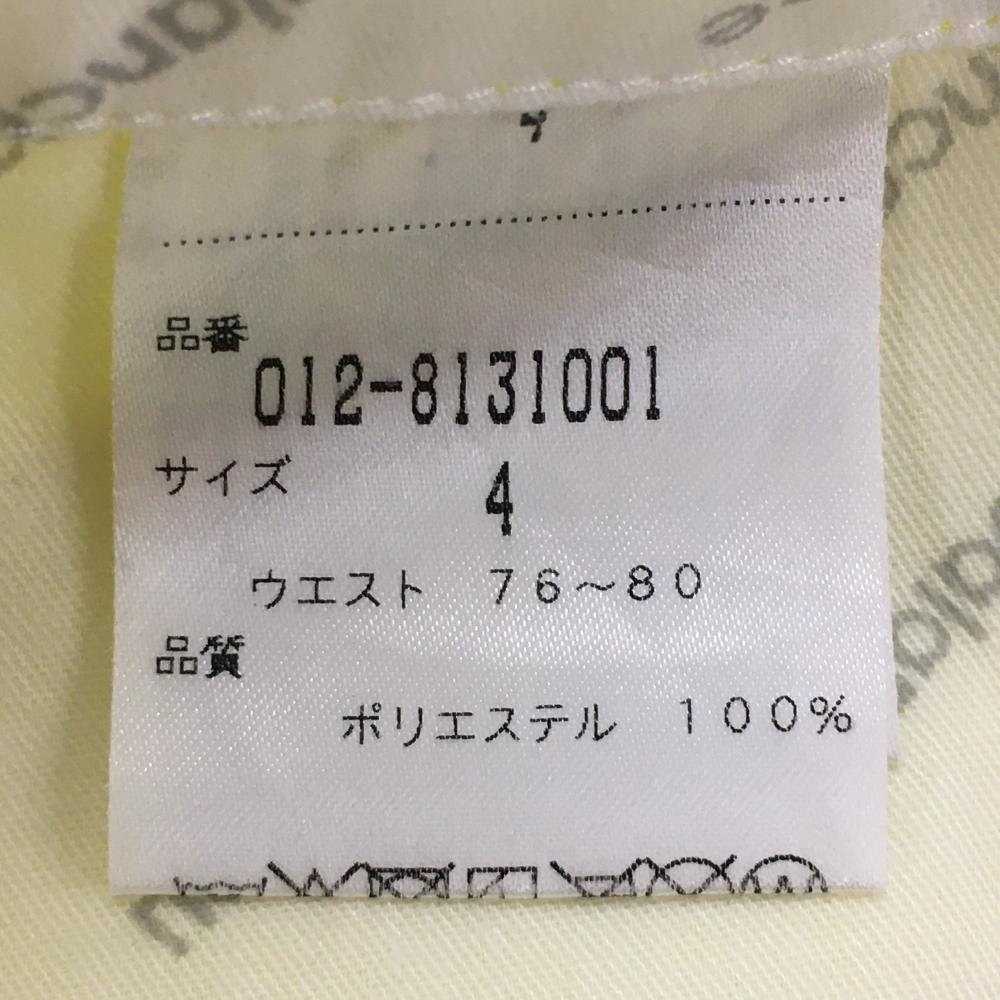 品番
012-8131001
サイズ
4
ウエスト 76~80
品質
ポリエステル 100%